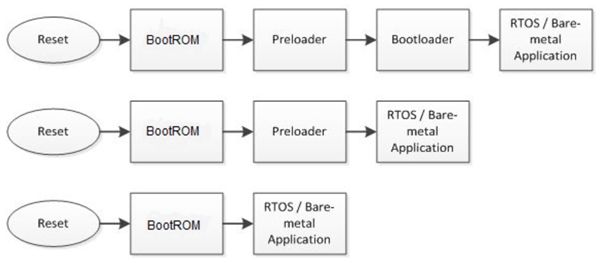 Reset
BootROM
Preloader
Bootloader
RTOS / Bare-
metal
Application
Reset
BootROM
Preloader
RTOS / Bare-
metal
Application
Reset
BootROM
RTOS / Bare-
metal
Application